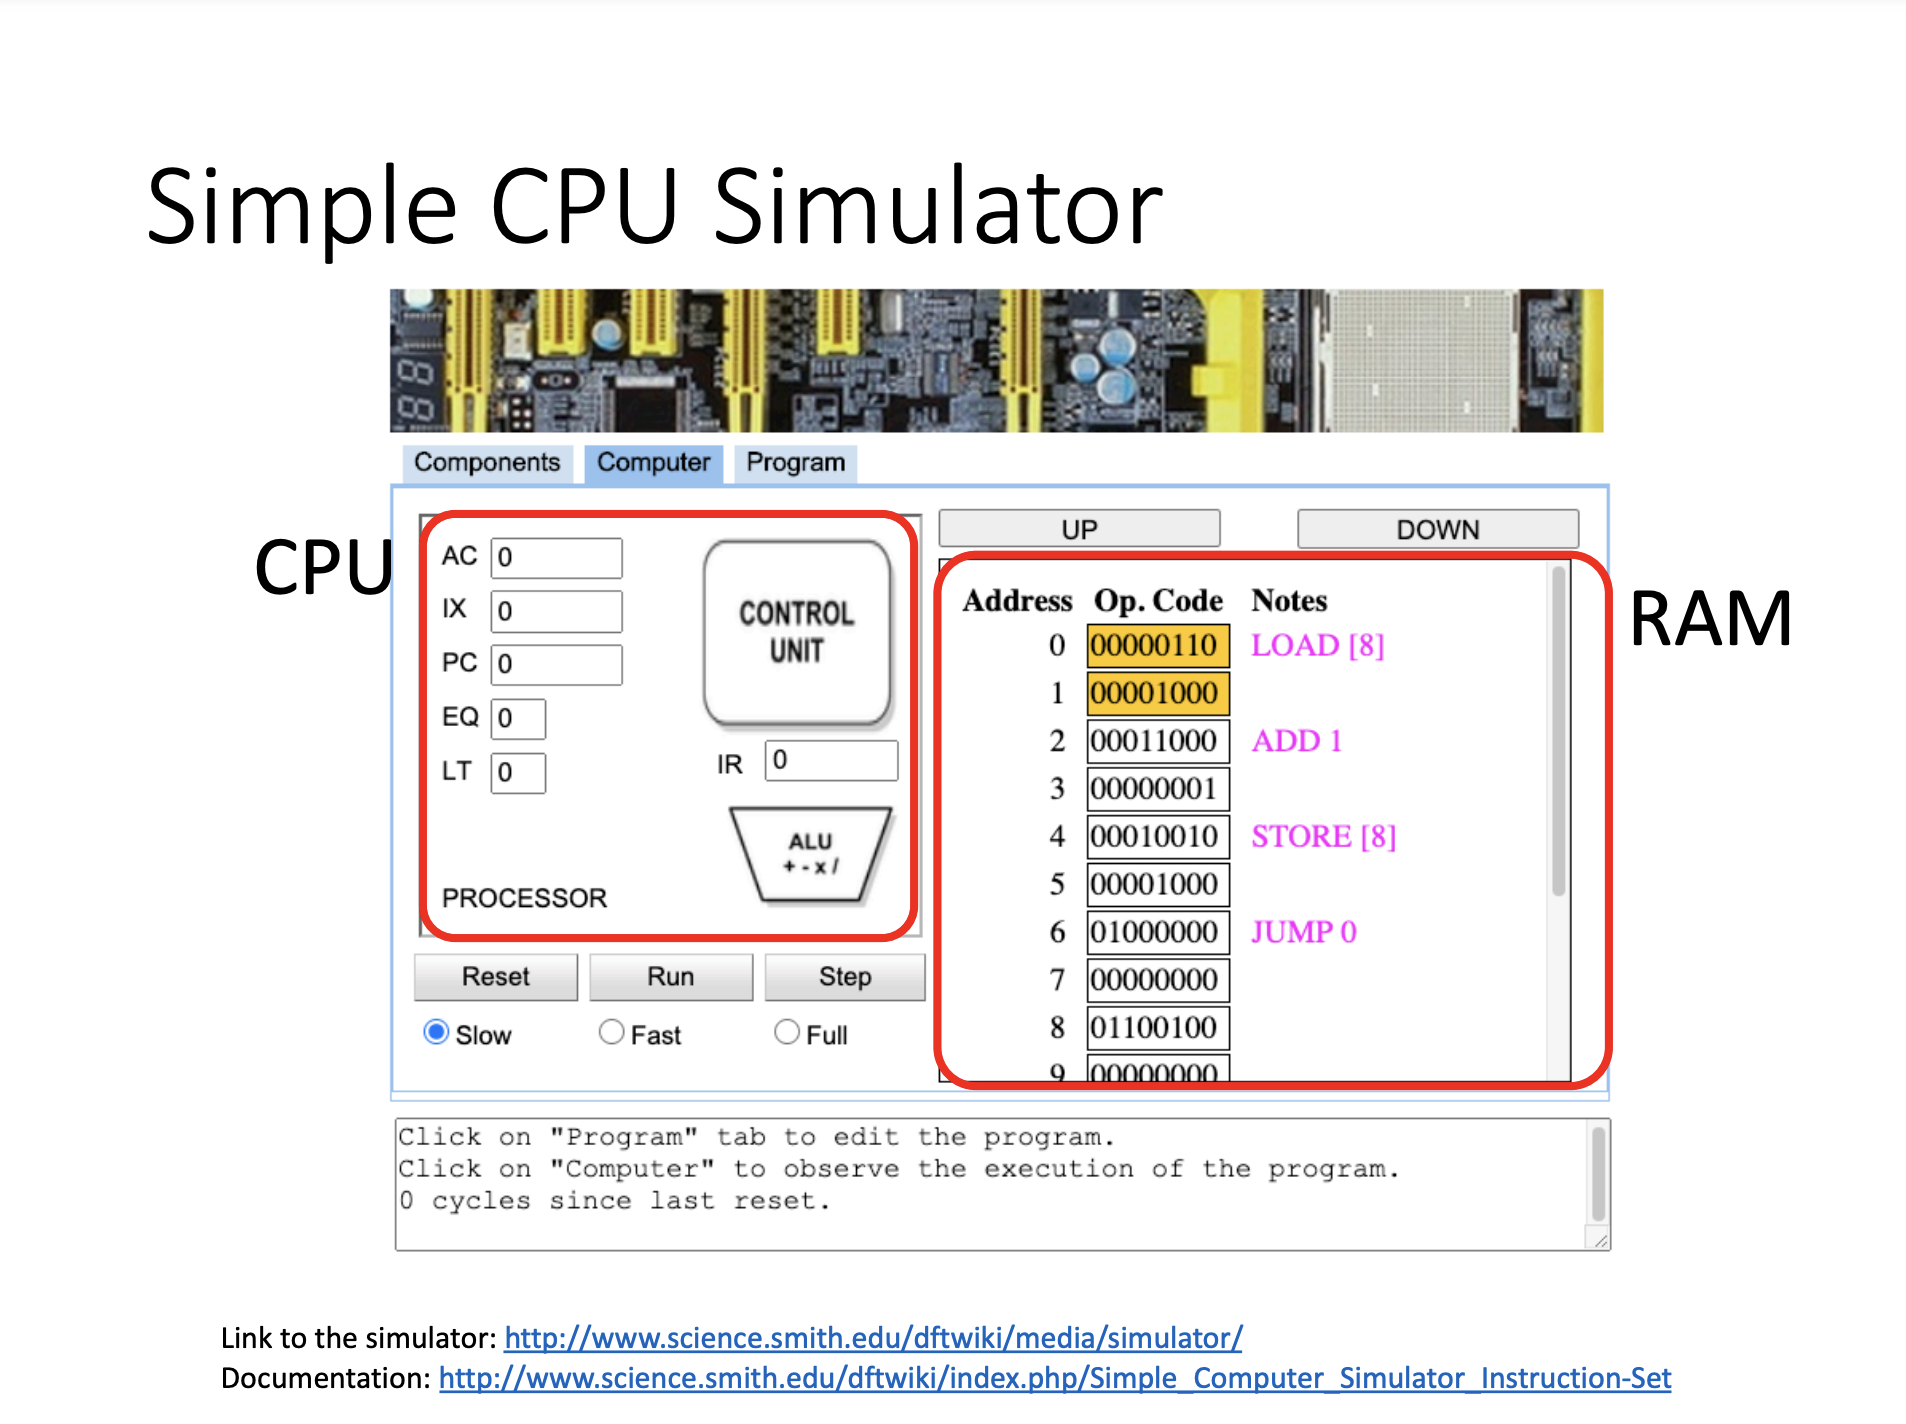 Simple CPU Simulator
88
Components Computer Program
CPU
AC 0
IX 0
PC 0
EQ 0
LT 0
CONTROL
UNIT
IR 0
ALU
+ - x /
PROCESSOR
Reset Run Step
Slow Fast Full
UP DOWN
Address Op. Code Notes
0 00000110 LOAD [8]
1 00001000
2 00011000 ADD 1
3 00000001
4 00010010 STORE [8]
5 00001000
6 01000000 JUMP 0
7 00000000
8 01100100
9 00000000
RAM
Click on "Program" tab to edit the program.
Click on "Computer" to observe the execution of the program.
0 cycles since last reset.
Link to the simulator: http://www.science.smith.edu/dftwiki/media/simulator/
Documentation: http://www.science.smith.edu/dftwiki/index.php/Simple_Computer_Simulator_Instruction-Set